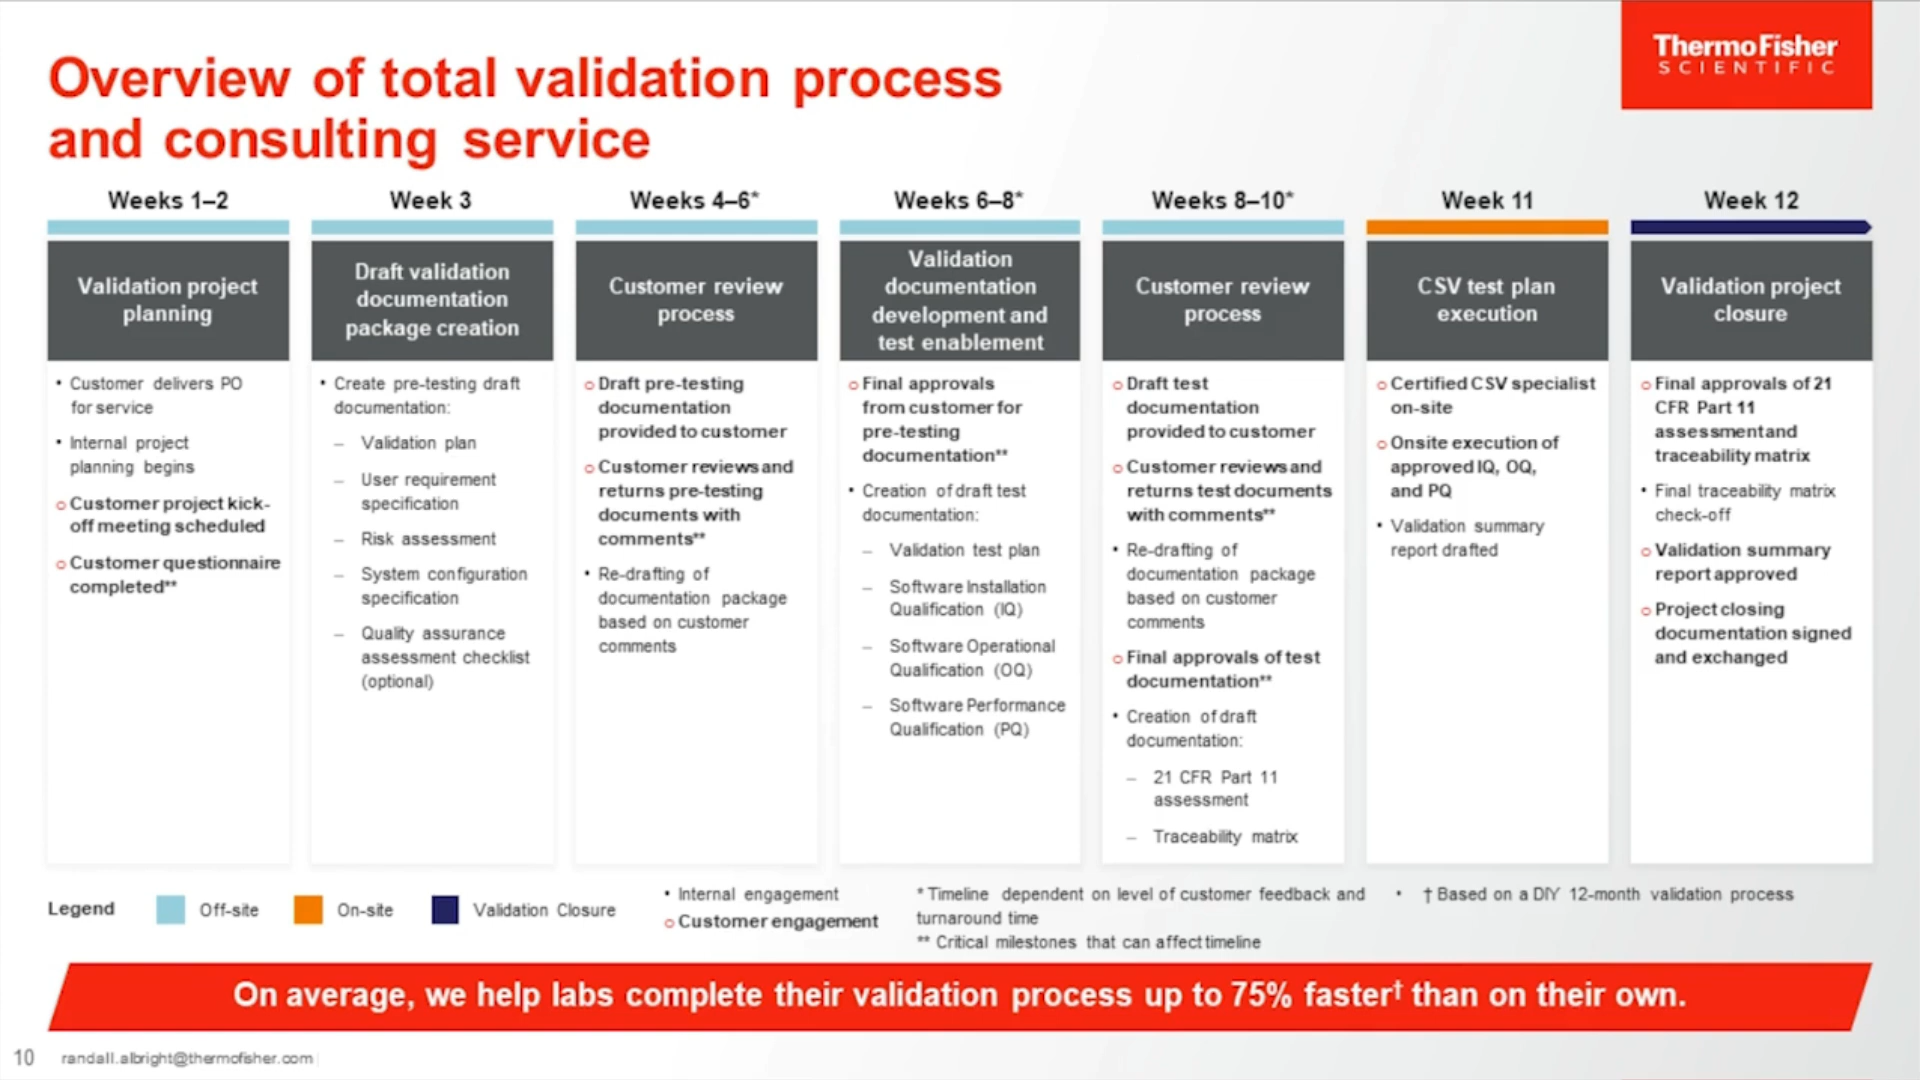 Overview of total validation process
and consulting service
ThermoFisher
SCIENTIFIC
Weeks 1–2
Validation project
planning
• Customer delivers PO
for service
• Internal project
planning begins
○ Customer project kick-
off meeting scheduled
○ Customer questionnaire
completed**
Week 3
Draft validation
documentation
package creation
• Create pre-testing draft
documentation:
– Validation plan
– User requirement
specification
– Risk assessment
– System configuration
specification
– Quality assurance
assessment checklist
(optional)
Weeks 4–6*
Customer review
process
○ Draft pre-testing
documentation
provided to customer
○ Customer reviews and
returns pre-testing
documents with
comments**
• Re-drafting of
documentation package
based on customer
comments
Weeks 6–8*
Validation
documentation
development and
test enablement
○ Final approvals
from customer for
pre-testing
documentation**
• Creation of draft test
documentation:
– Validation test plan
– Software Installation
Qualification (IQ)
– Software Operational
Qualification (OQ)
– Software Performance
Qualification (PQ)
Weeks 8–10*
Customer review
process
○ Draft test
documentation
provided to customer
○ Customer reviews and
returns test documents
with comments**
• Re-drafting of
documentation package
based on customer
comments
○ Final approvals of test
documentation**
• Creation of draft
documentation:
– 21 CFR Part 11
assessment
– Traceability matrix
Week 11
CSV test plan
execution
○ Certified CSV specialist
on-site
○ Onsite execution of
approved IQ, OQ,
and PQ
• Validation summary
report drafted
Week 12
Validation project
closure
○ Final approvals of 21
CFR Part 11
assessment and
traceability matrix
• Final traceability matrix
check-off
○ Validation summary
report approved
○ Project closing
documentation signed
and exchanged
Legend
Off-site
On-site
Validation Closure
• Internal engagement
○ Customer engagement
* Timeline dependent on level of customer feedback and
turnaround time
** Critical milestones that can affect timeline
• † Based on a DIY 12-month validation process
On average, we help labs complete their validation process up to 75% faster† than on their own.
10 randall.albright@thermofisher.com